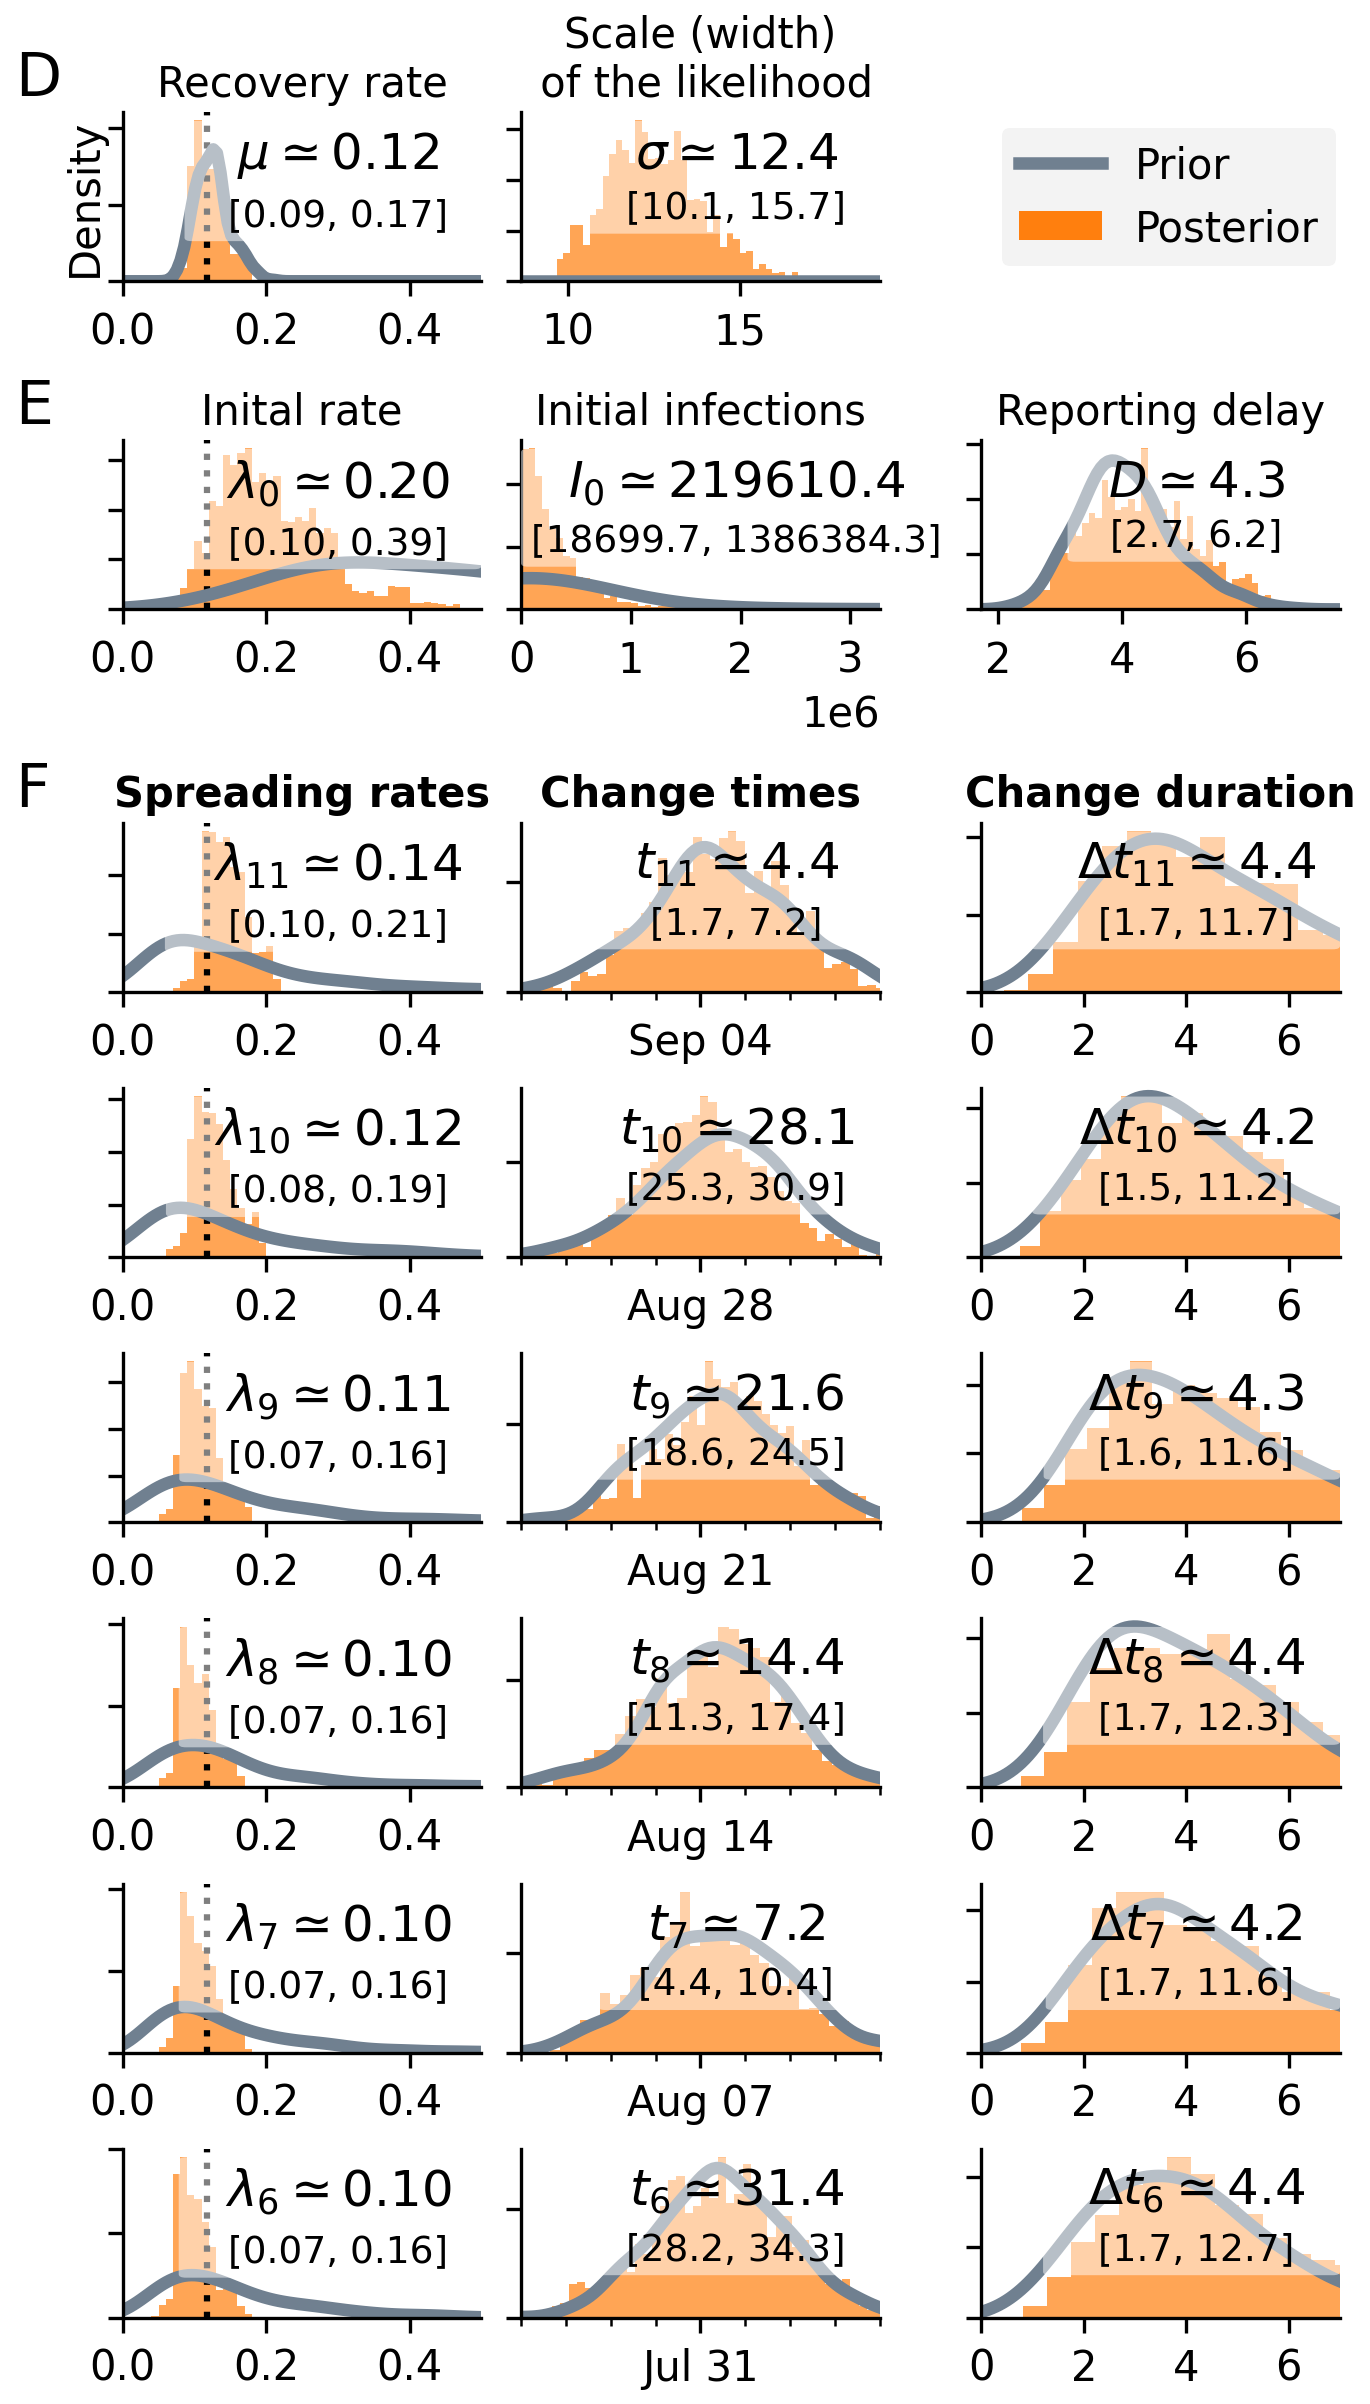 D
Recovery rate
Scale (width)
of the likelihood
Density
μ ≃ 0.12
[0.09, 0.17]
σ ≃ 12.4
[10.1, 15.7]
Prior
Posterior
0.0 0.2 0.4
10 15
E
Inital rate
Initial infections
Reporting delay
λ₀ ≃ 0.20
[0.10, 0.39]
I₀ ≃ 219610.4
[18699.7, 1386384.3]
D ≃ 4.3
[2.7, 6.2]
0.0 0.2 0.4
0 1 2 3
1e6
2 4 6
F
Spreading rates
Change times
Change duration
λ₁₁ ≃ 0.14
[0.10, 0.21]
t₁₁ ≃ 4.4
[1.7, 7.2]
Δt₁₁ ≃ 4.4
[1.7, 11.7]
0.0 0.2 0.4
Sep 04
0 2 4 6
λ₁₀ ≃ 0.12
[0.08, 0.19]
t₁₀ ≃ 28.1
[25.3, 30.9]
Δt₁₀ ≃ 4.2
[1.5, 11.2]
0.0 0.2 0.4
Aug 28
0 2 4 6
λ₉ ≃ 0.11
[0.07, 0.16]
t₉ ≃ 21.6
[18.6, 24.5]
Δt₉ ≃ 4.3
[1.6, 11.6]
0.0 0.2 0.4
Aug 21
0 2 4 6
λ₈ ≃ 0.10
[0.07, 0.16]
t₈ ≃ 14.4
[11.3, 17.4]
Δt₈ ≃ 4.4
[1.7, 12.3]
0.0 0.2 0.4
Aug 14
0 2 4 6
λ₇ ≃ 0.10
[0.07, 0.16]
t₇ ≃ 7.2
[4.4, 10.4]
Δt₇ ≃ 4.2
[1.7, 11.6]
0.0 0.2 0.4
Aug 07
0 2 4 6
λ₆ ≃ 0.10
[0.07, 0.16]
t₆ ≃ 31.4
[28.2, 34.3]
Δt₆ ≃ 4.4
[1.7, 12.7]
0.0 0.2 0.4
Jul 31
0 2 4 6